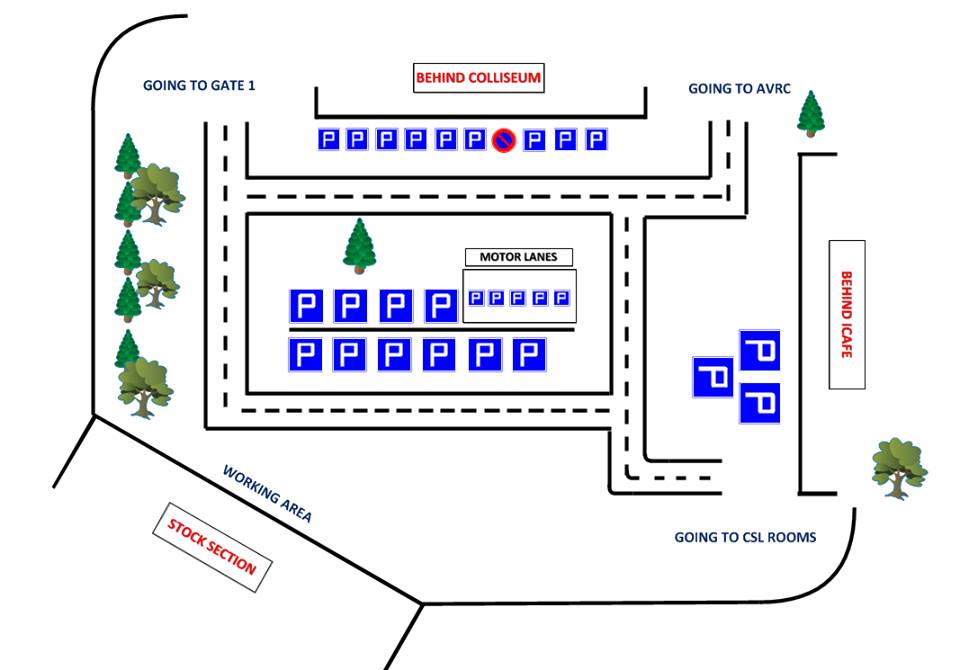 BEHIND COLLISEUM
GOING TO GATE 1
GOING TO AVRC
P P P P P P P P P
MOTOR LANES
P P P P P P P P P
P P P P P P
P
P
P
BEHIND ICAFE
WORKING AREA
STOCK SECTION
GOING TO CSL ROOMS